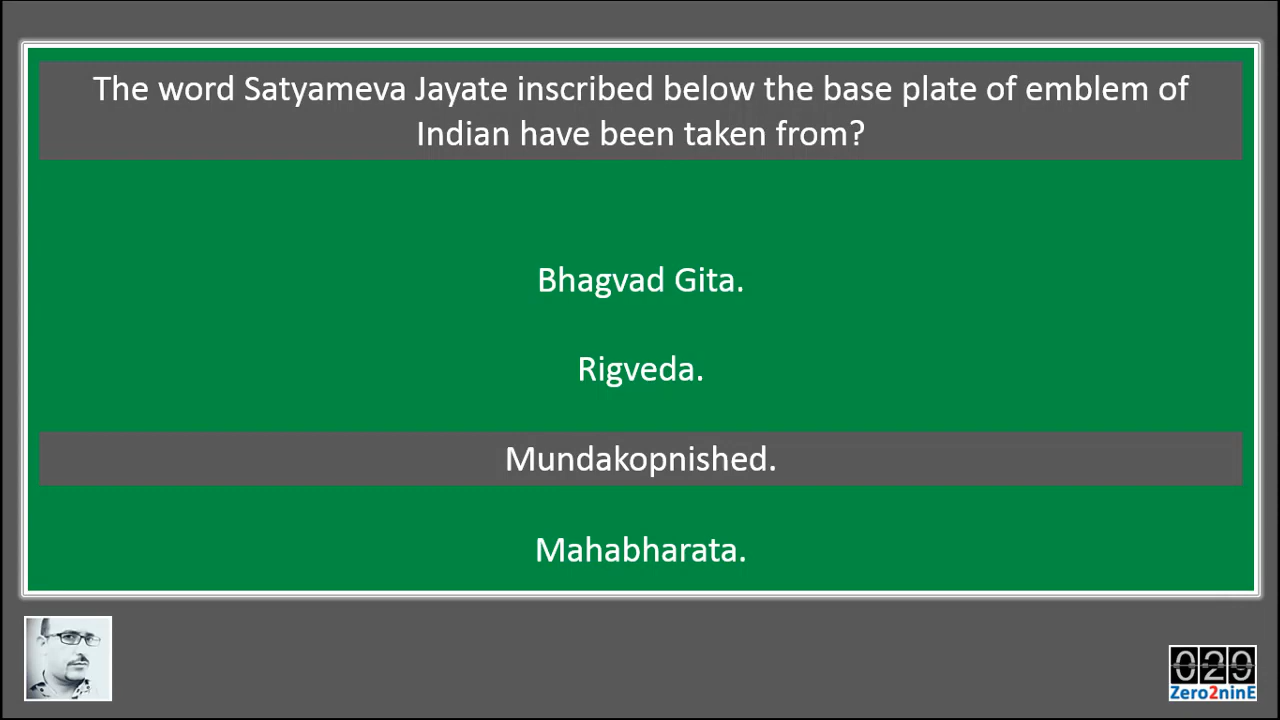 The word Satyameva Jayate inscribed below the base plate of emblem of
Indian have been taken from?
Bhagvad Gita.
Rigveda.
Mundakopnished.
Mahabharata.
029
Zero2ninE